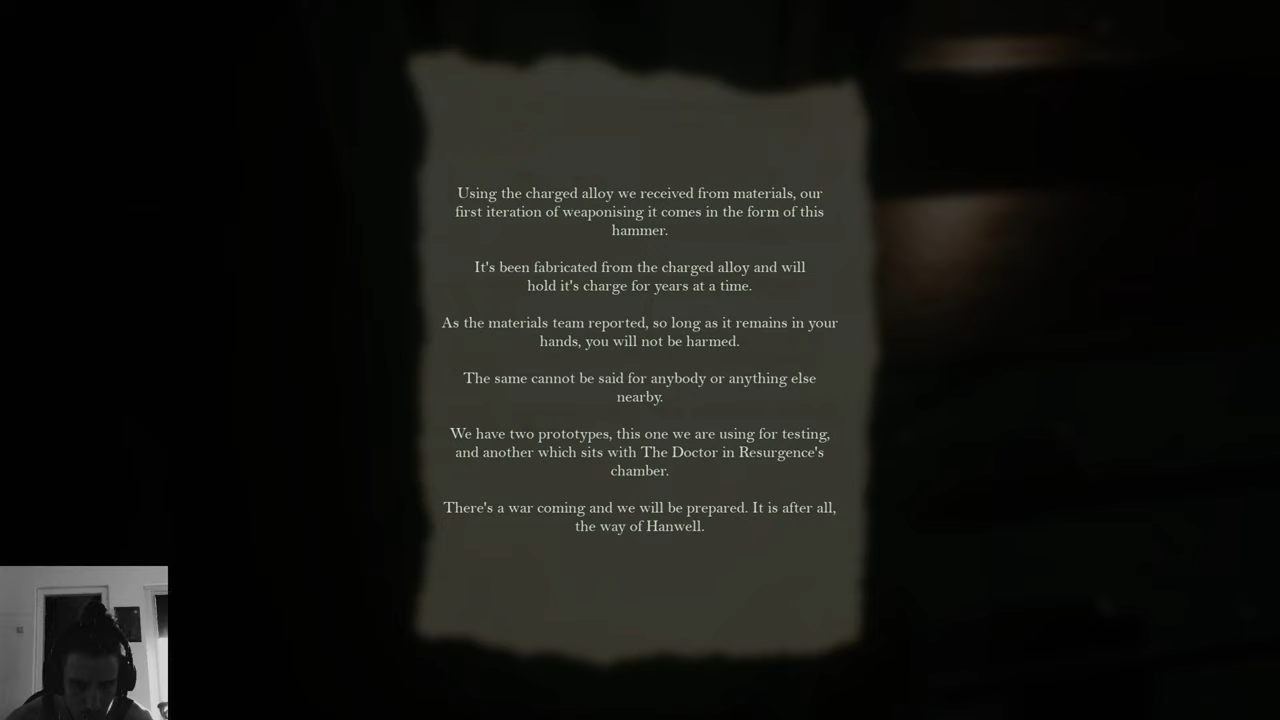 Using the charged alloy we received from materials, our
first iteration of weaponising it comes in the form of this
hammer.
It's been fabricated from the charged alloy and will
hold it's charge for years at a time.
As the materials team reported, so long as it remains in your
hands, you will not be harmed.
The same cannot be said for anybody or anything else
nearby.
We have two prototypes, this one we are using for testing,
and another which sits with The Doctor in Resurgence's
chamber.
There's a war coming and we will be prepared. It is after all,
the way of Hanwell.